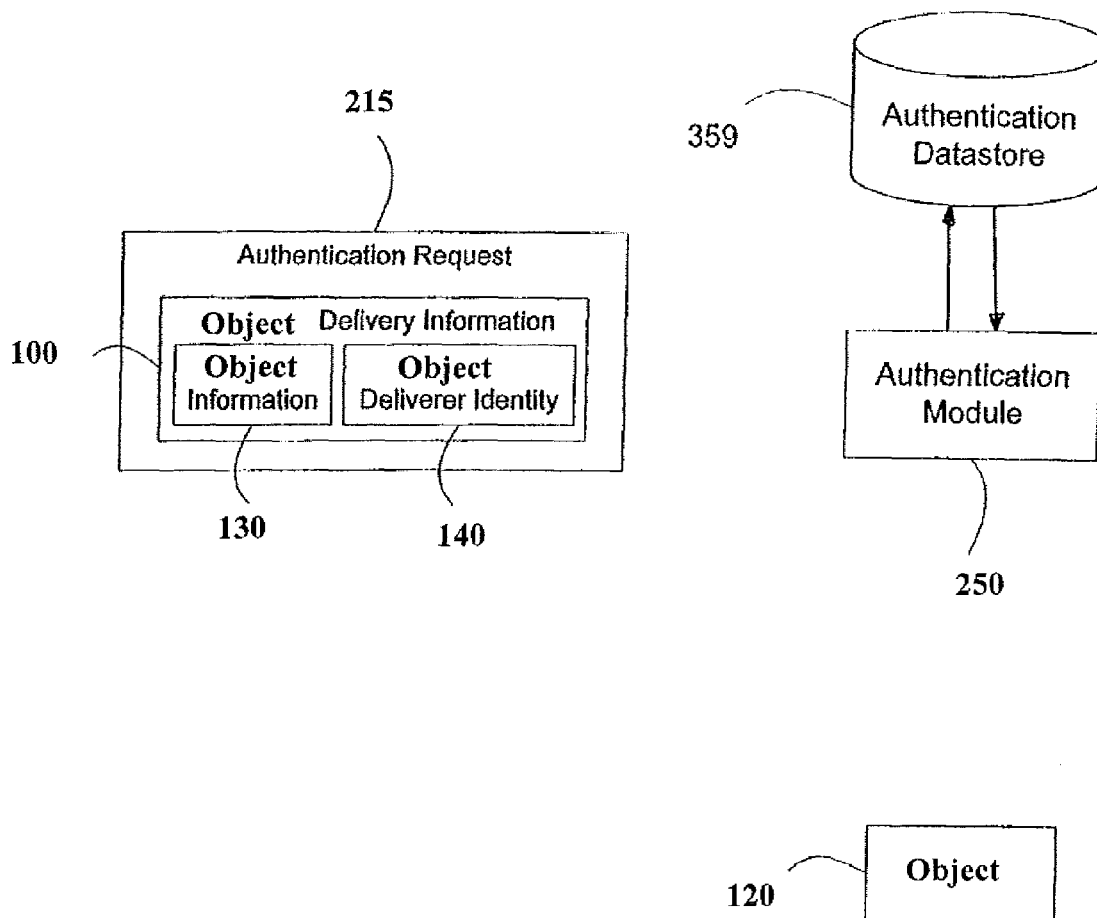 215
Authentication Request
Object Delivery Information
100
Object
Information
Object
Deliverer Identity
130
140
359
Authentication
Datastore
Authentication
Module
250
120
Object